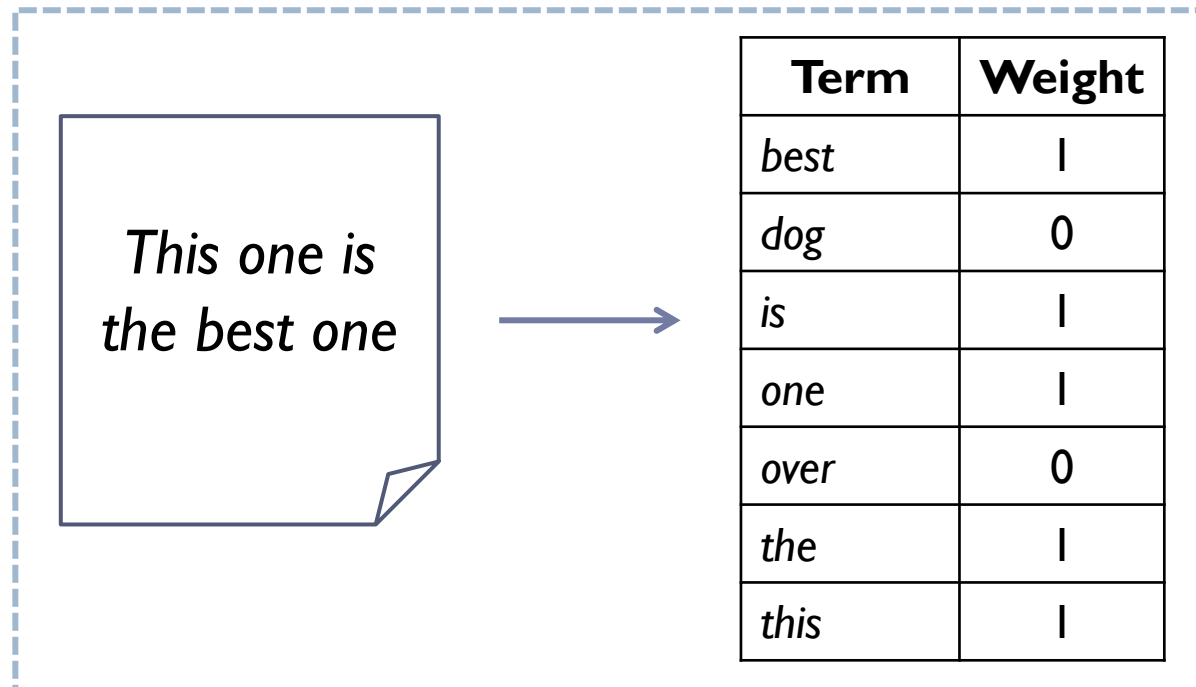 This one is
the best one
Term Weight
best 1
dog 0
is 1
one 1
over 0
the 1
this 1